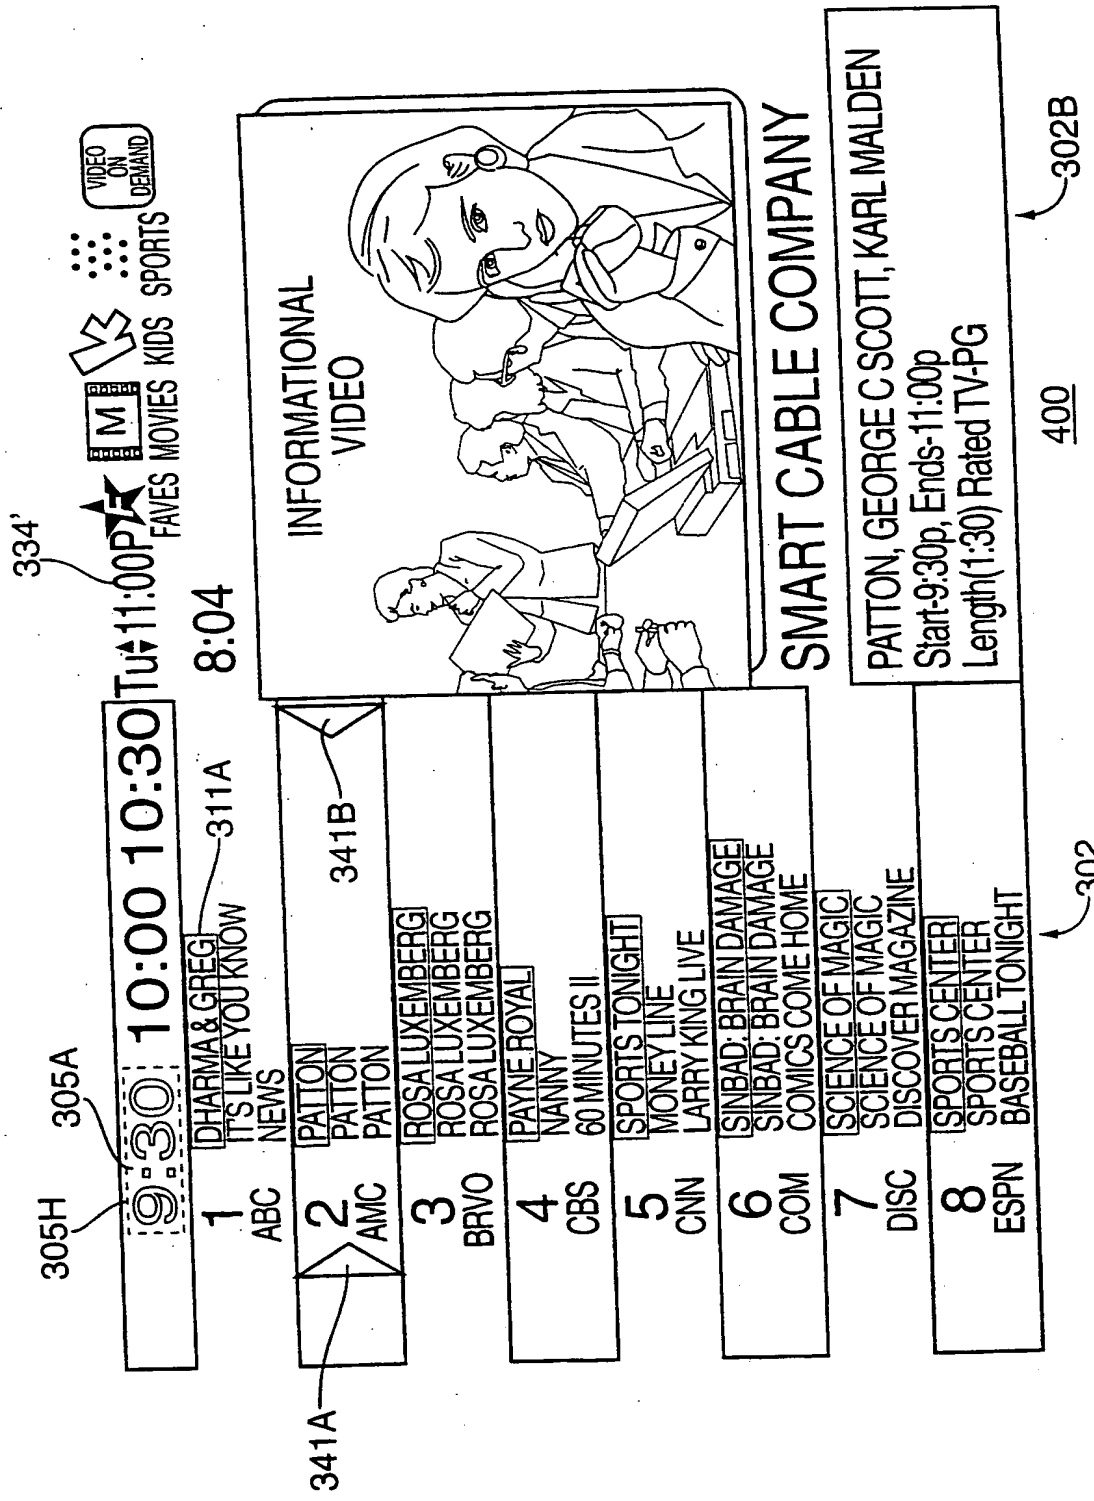 334'
305H
305A
9:30 10:00 10:30 Tu 11:00P
F
M
FAVES MOVIES KIDS SPORTS
VIDEO
ON
DEMAND
8:04
1
ABC
DHARMA & GREG
IT'S LIKE YOU KNOW
NEWS
311A
341A
2
AMC
PATTON
PATTON
PATTON
341B
3
BRVO
ROSA LUXEMBERG
ROSA LUXEMBERG
ROSA LUXEMBERG
4
CBS
PAYNE ROYAL
NANNY
60 MINUTES II
5
CNN
SPORTS TONIGHT
MONEY LINE
LARRY KING LIVE
6
COM
SINBAD: BRAIN DAMAGE
SINBAD: BRAIN DAMAGE
COMICS COME HOME
7
DISC
SCIENCE OF MAGIC
SCIENCE OF MAGIC
DISCOVER MAGAZINE
8
ESPN
SPORTS CENTER
SPORTS CENTER
BASEBALL TONIGHT
302
INFORMATIONAL
VIDEO
SMART CABLE COMPANY
PATTON, GEORGE C SCOTT, KARL MALDEN
Start-9:30p, Ends-11:00p
Length(1:30) Rated TV-PG
302B
400